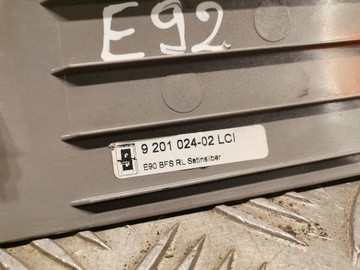 E92
9 201 024-02 LCI
E90 BFS RL Satinsilber